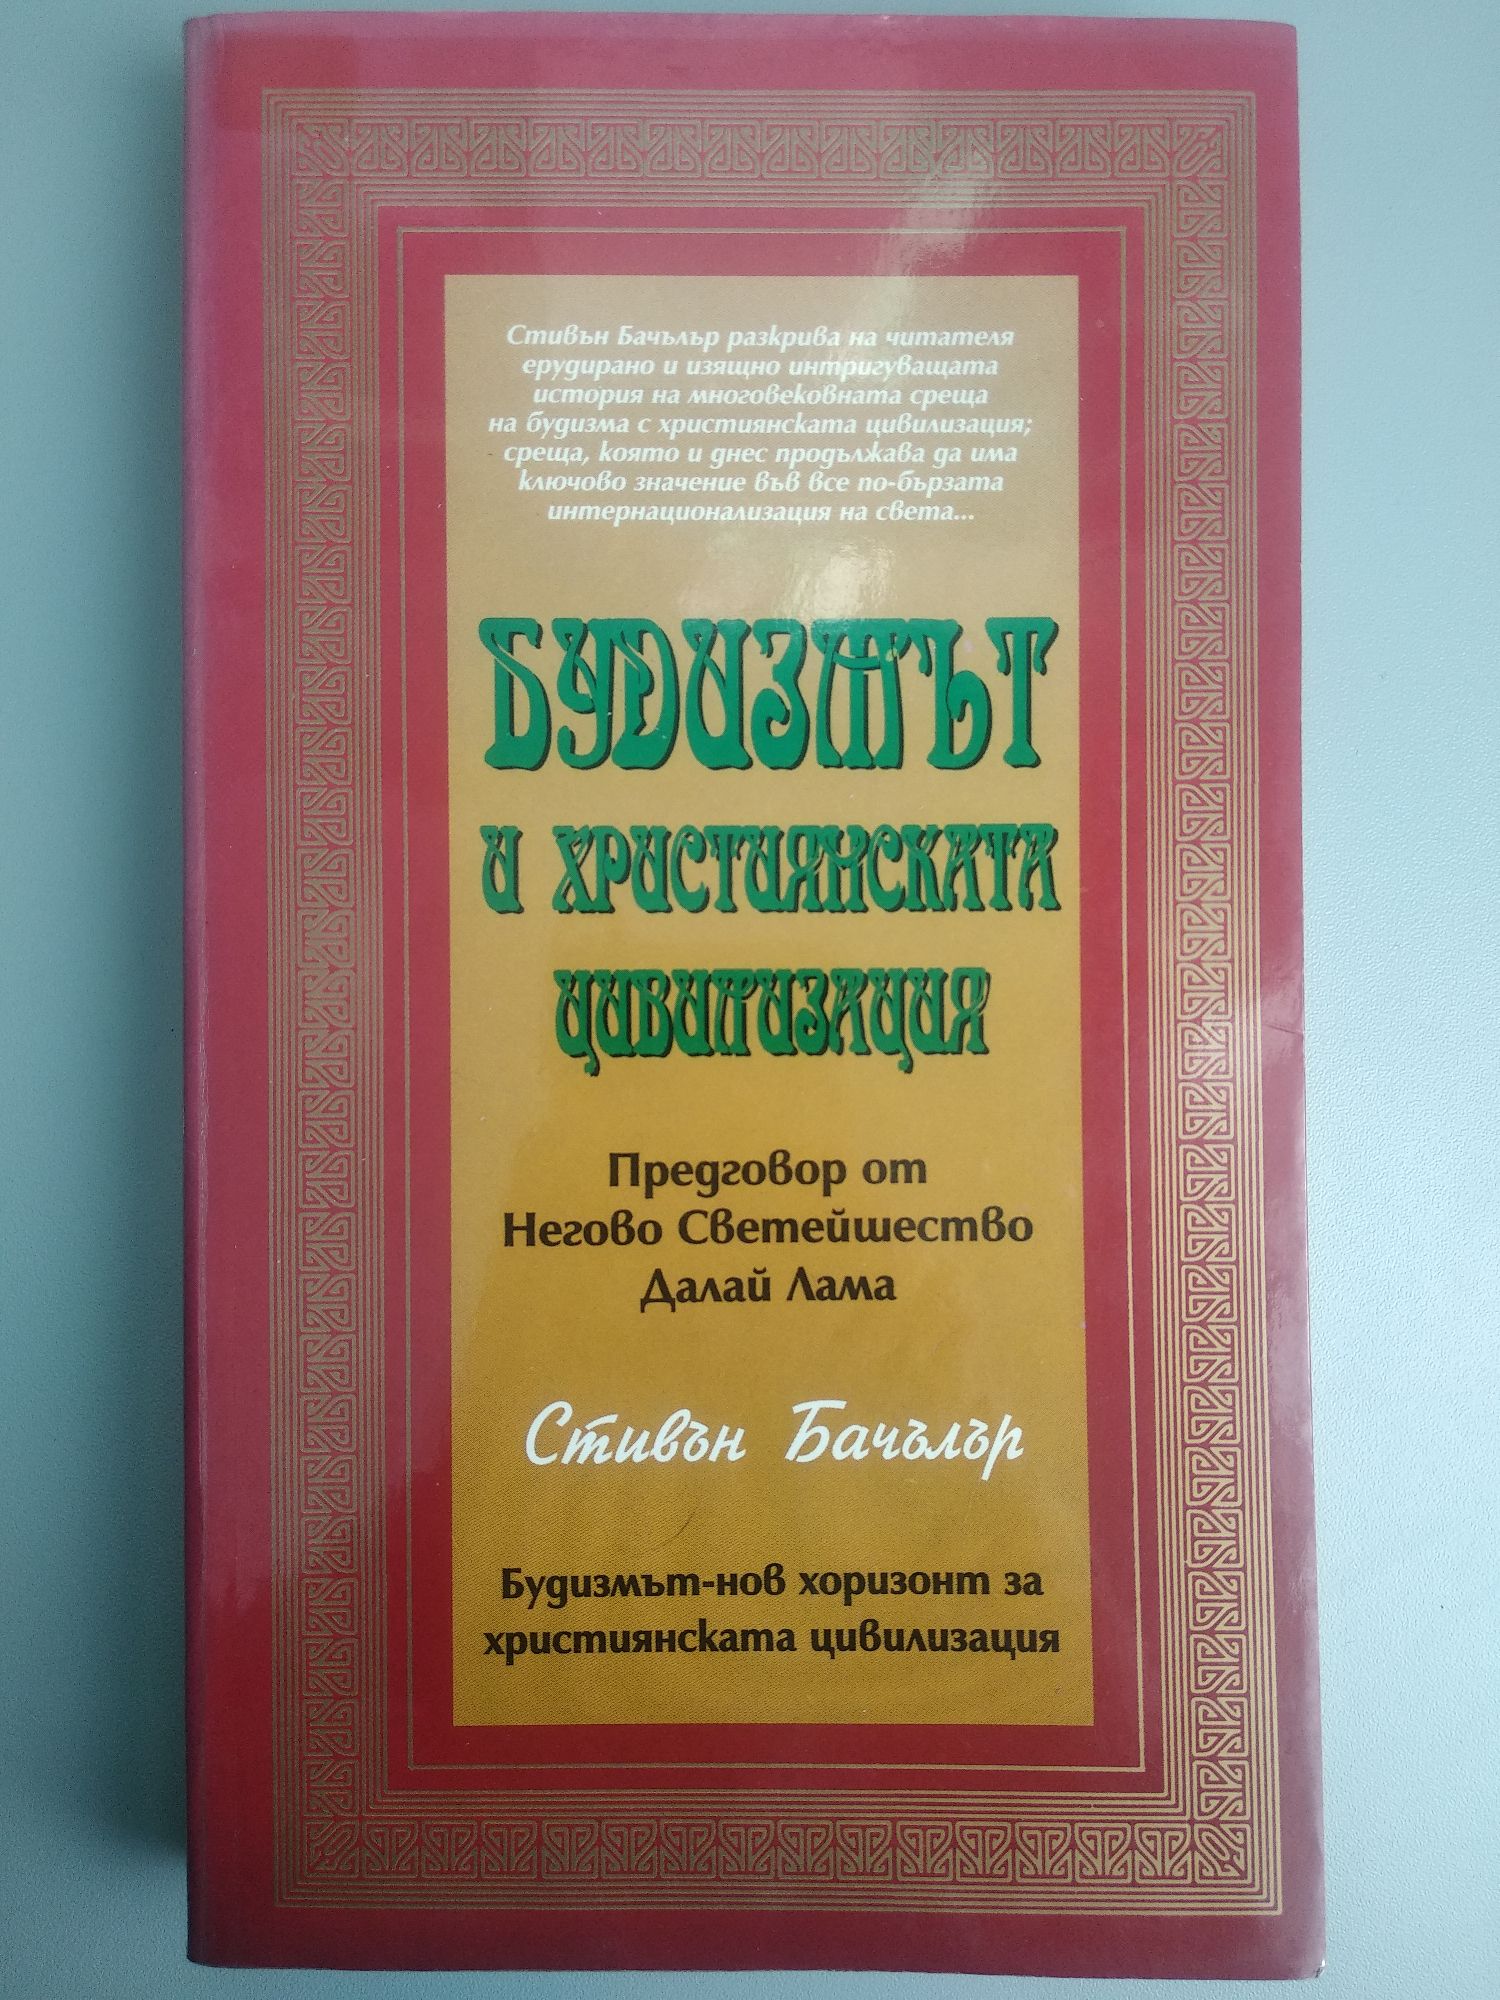 Стивън Бачълър разкрива на читателя
ерудирано и изящно интригуващата
история на многовековната среща
на будизма с християнската цивилизация;
среща, която и днес продължава да има
ключово значение във все по-бързата
интернационализация на света...
БУДИЗМЪТ
И ХРИСТИЯНСКАТА
ЦИВИЛИЗАЦИЯ
Предговор от
Негово Светейшество
Далай Лама
Стивън Бачълър
Будизмът-нов хоризонт за
християнската цивилизация